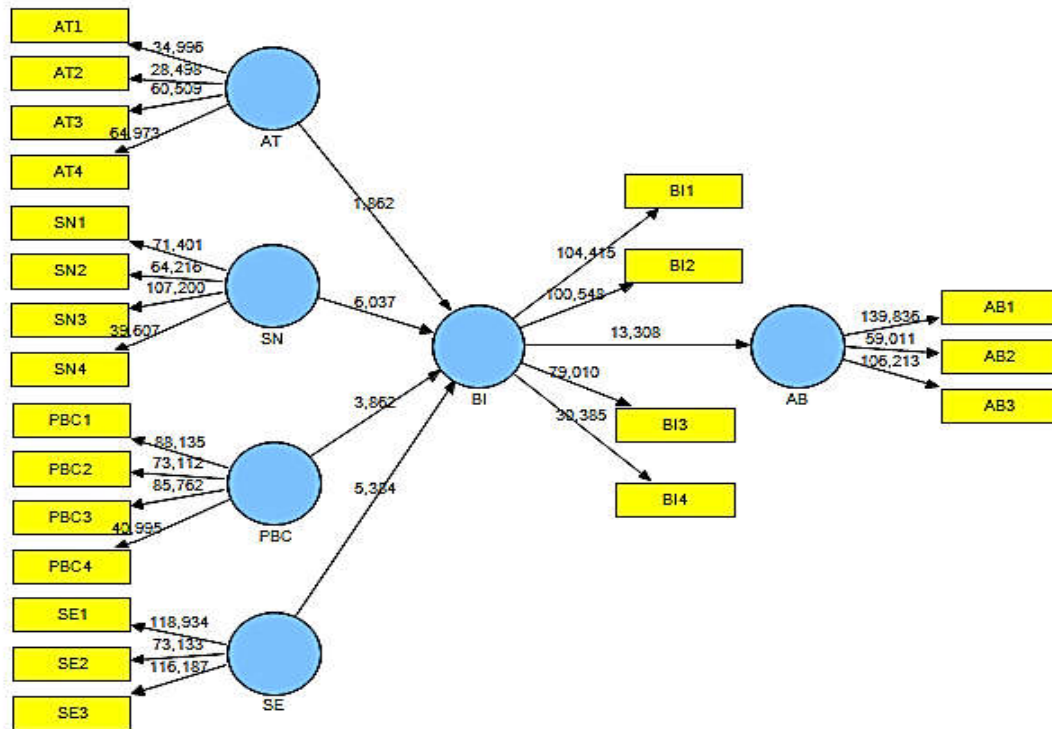 AT1
AT2
AT3
AT4
34,996
28,498
60,509
64,973
AT
1,862
SN1
SN2
SN3
SN4
71,401
64,216
107,200
39,607
SN
6,037
PBC1
PBC2
PBC3
PBC4
88,135
73,112
85,762
40,995
PBC
3,862
SE1
SE2
SE3
118,934
73,133
116,187
SE
5,384
BI
BI1
BI2
BI3
BI4
104,415
100,548
79,010
39,385
13,308
AB
139,836
59,011
106,213
AB1
AB2
AB3